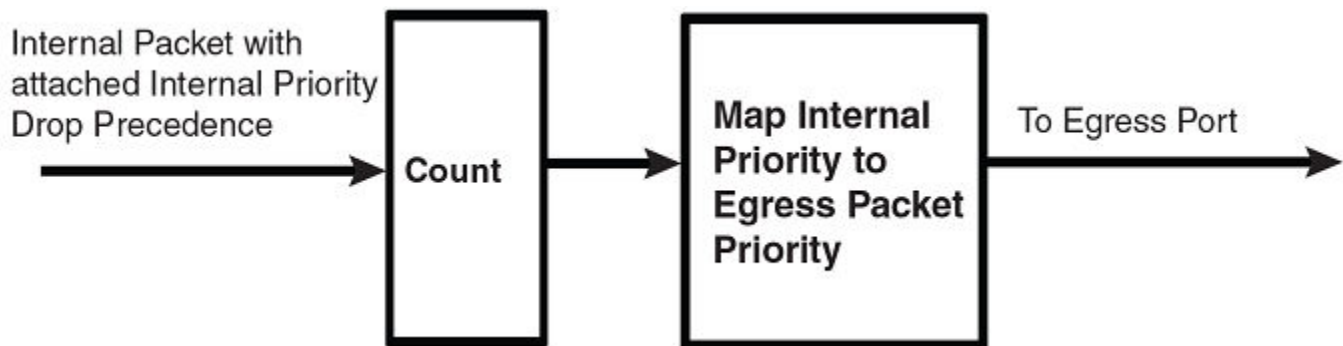 Internal Packet with
attached Internal Priority
Drop Precedence
Count
Map Internal
Priority to
Egress Packet
Priority
To Egress Port